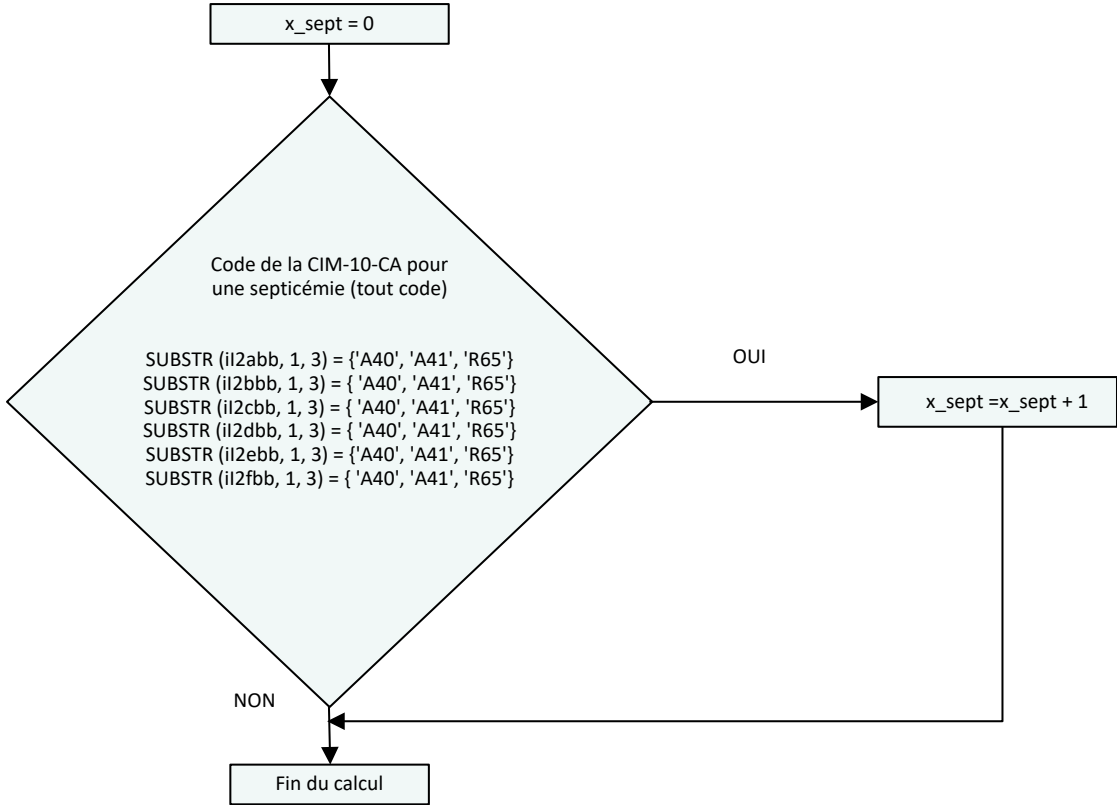 x_sept = 0
Code de la CIM-10-CA pour
une septicémie (tout code)
SUBSTR (iI2abb, 1, 3) = {'A40', 'A41', 'R65'}
SUBSTR (iI2bbb, 1, 3) = { 'A40', 'A41', 'R65'}
SUBSTR (iI2cbb, 1, 3) = { 'A40', 'A41', 'R65'}
SUBSTR (iI2dbb, 1, 3) = { 'A40', 'A41', 'R65'}
SUBSTR (iI2ebb, 1, 3) = {'A40', 'A41', 'R65'}
SUBSTR (iI2fbb, 1, 3) = { 'A40', 'A41', 'R65'}
OUI
x_sept =x_sept + 1
NON
Fin du calcul